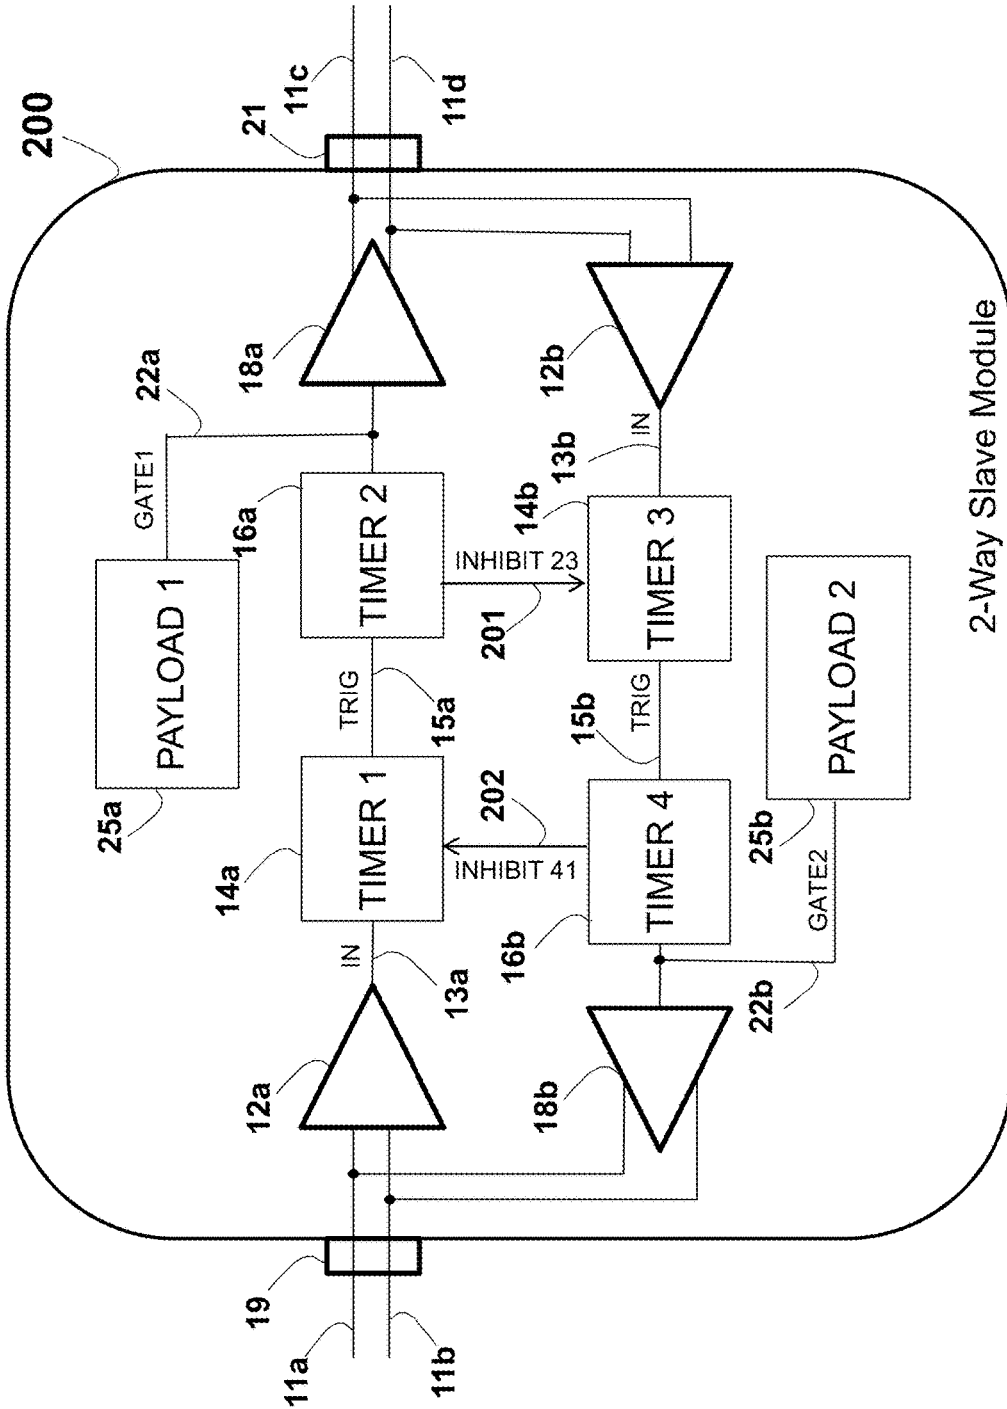 200
11c
11d
21
22a
18a
GATE1
PAYLOAD 1
25a
16a
TIMER 2
TRIG
15a
TIMER 1
14a
IN
13a
12a
19
11a
11b
INHIBIT 23
201
INHIBIT 41
202
12b
IN
13b
14b
TIMER 3
TRIG
15b
TIMER 4
16b
18b
22b
GATE2
25b
PAYLOAD 2
2-Way Slave Module